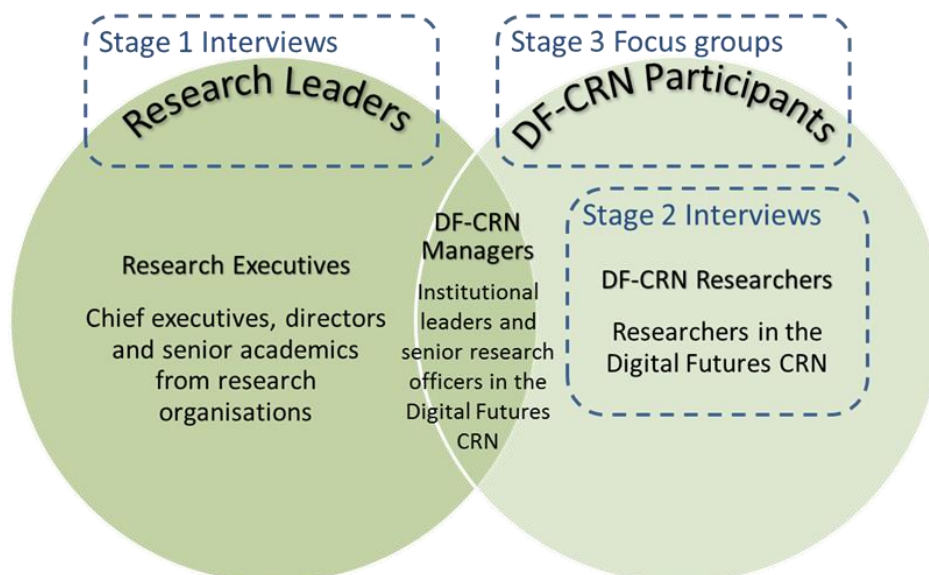 Stage 1 Interviews
Research Leaders
Stage 3 Focus groups
DF-CRN Participants
Research Executives
Chief executives, directors
and senior academics
from research
organisations
DF-CRN
Managers
Institutional
leaders and
senior research
officers in the
Digital Futures
CRN
Stage 2 Interviews
DF-CRN Researchers
Researchers in the
Digital Futures CRN